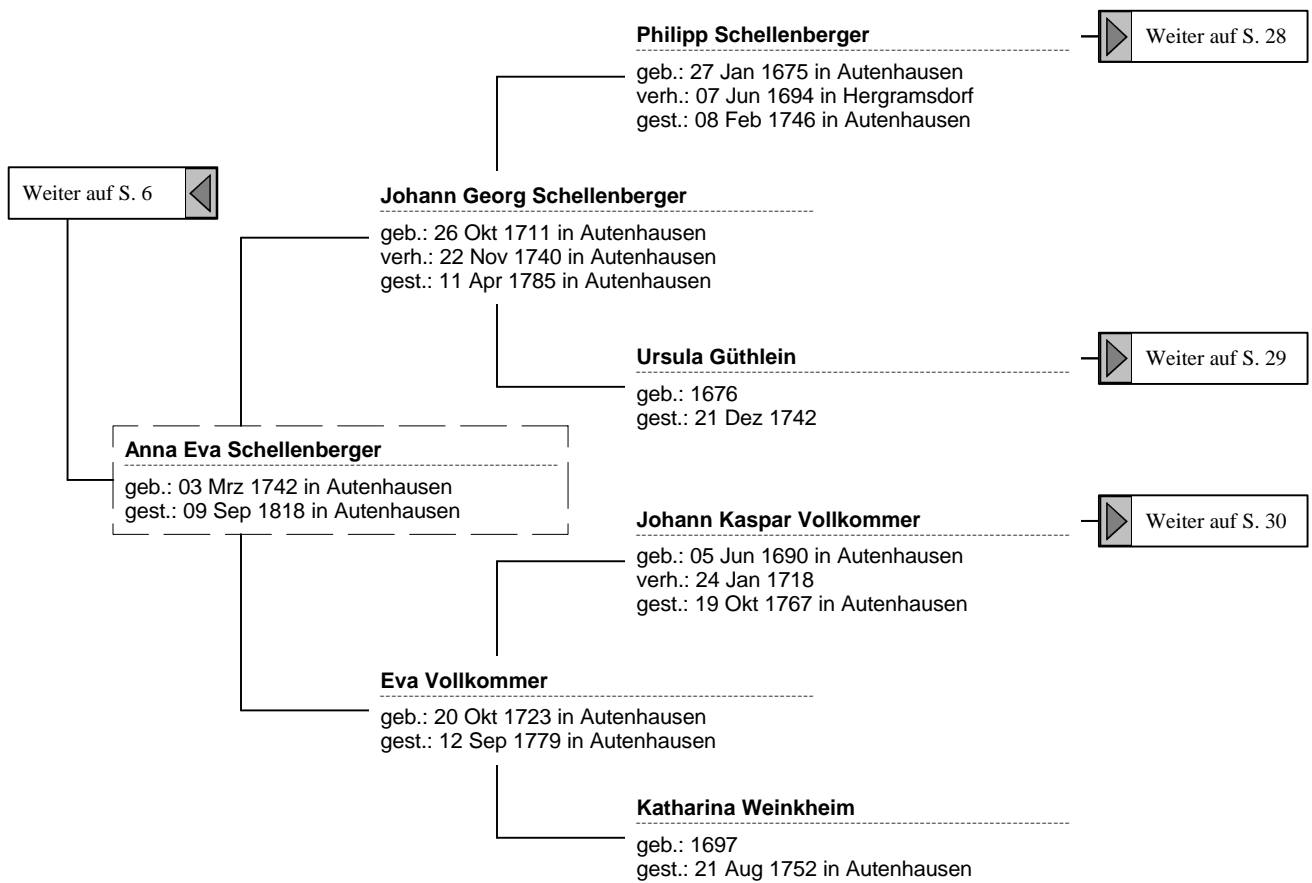 Philipp Schellenberger
Weiter auf S. 28
geb.: 27 Jan 1675 in Autenhausen
verh.: 07 Jun 1694 in Hergramsdorf
gest.: 08 Feb 1746 in Autenhausen
Weiter auf S. 6
Johann Georg Schellenberger
geb.: 26 Okt 1711 in Autenhausen
verh.: 22 Nov 1740 in Autenhausen
gest.: 11 Apr 1785 in Autenhausen
Ursula Güthlein
Weiter auf S. 29
geb.: 1676
gest.: 21 Dez 1742
Anna Eva Schellenberger
geb.: 03 Mrz 1742 in Autenhausen
gest.: 09 Sep 1818 in Autenhausen
Johann Kaspar Vollkommer
Weiter auf S. 30
geb.: 05 Jun 1690 in Autenhausen
verh.: 24 Jan 1718
gest.: 19 Okt 1767 in Autenhausen
Eva Vollkommer
geb.: 20 Okt 1723 in Autenhausen
gest.: 12 Sep 1779 in Autenhausen
Katharina Weinkheim
geb.: 1697
gest.: 21 Aug 1752 in Autenhausen